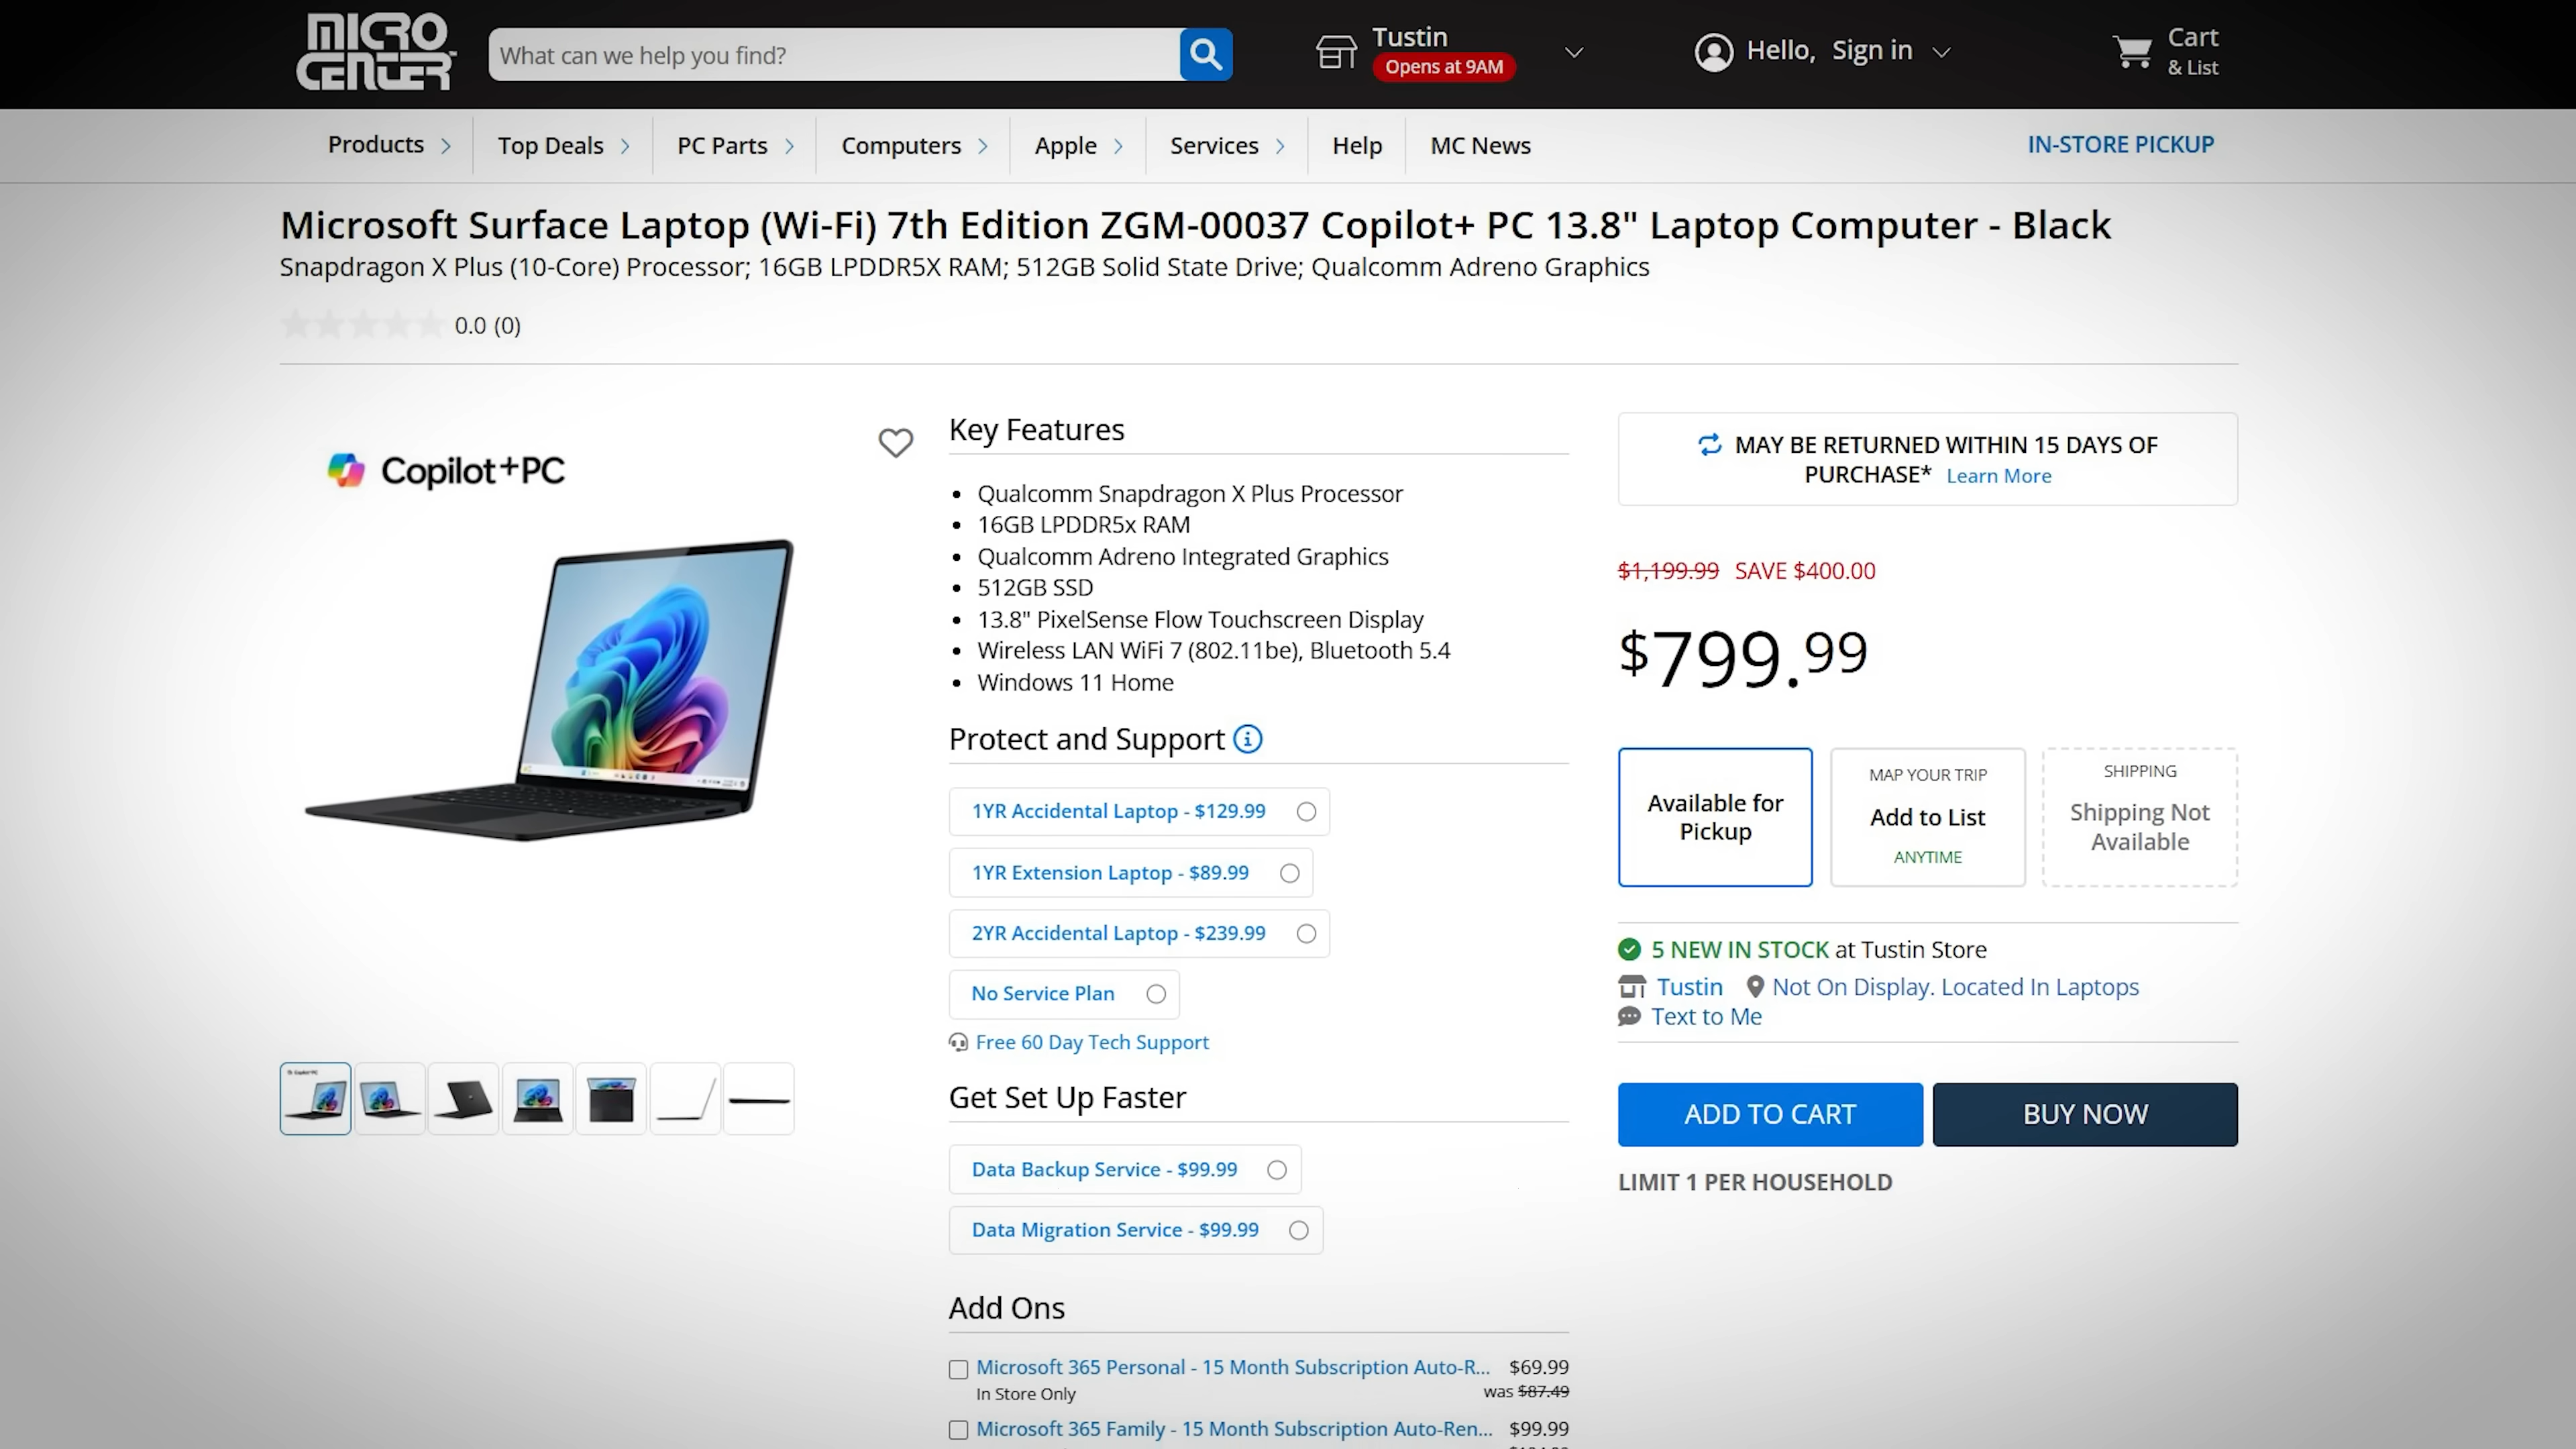 MICRO CENTER
What can we help you find?
Tustin
Opens at 9AM
Hello, Sign in
Cart
& List
Products
Top Deals
PC Parts
Computers
Apple
Services
Help
MC News
IN-STORE PICKUP
Microsoft Surface Laptop (Wi-Fi) 7th Edition ZGM-00037 Copilot+ PC 13.8" Laptop Computer - Black
Snapdragon X Plus (10-Core) Processor; 16GB LPDDR5X RAM; 512GB Solid State Drive; Qualcomm Adreno Graphics
0.0 (0)
Copilot+PC
Key Features
• Qualcomm Snapdragon X Plus Processor
• 16GB LPDDR5x RAM
• Qualcomm Adreno Integrated Graphics
• 512GB SSD
• 13.8" PixelSense Flow Touchscreen Display
• Wireless LAN WiFi 7 (802.11be), Bluetooth 5.4
• Windows 11 Home
Protect and Support
1YR Accidental Laptop - $129.99
1YR Extension Laptop - $89.99
2YR Accidental Laptop - $239.99
No Service Plan
Free 60 Day Tech Support
Get Set Up Faster
Data Backup Service - $99.99
Data Migration Service - $99.99
Add Ons
Microsoft 365 Personal - 15 Month Subscription Auto-R... $69.99
In Store Only was $87.49
Microsoft 365 Family - 15 Month Subscription Auto-Ren... $99.99
MAY BE RETURNED WITHIN 15 DAYS OF
PURCHASE* Learn More
$1,199.99 SAVE $400.00
$799.99
Available for
Pickup
MAP YOUR TRIP
Add to List
ANYTIME
SHIPPING
Shipping Not
Available
5 NEW IN STOCK at Tustin Store
Tustin Not On Display. Located In Laptops
Text to Me
ADD TO CART
BUY NOW
LIMIT 1 PER HOUSEHOLD